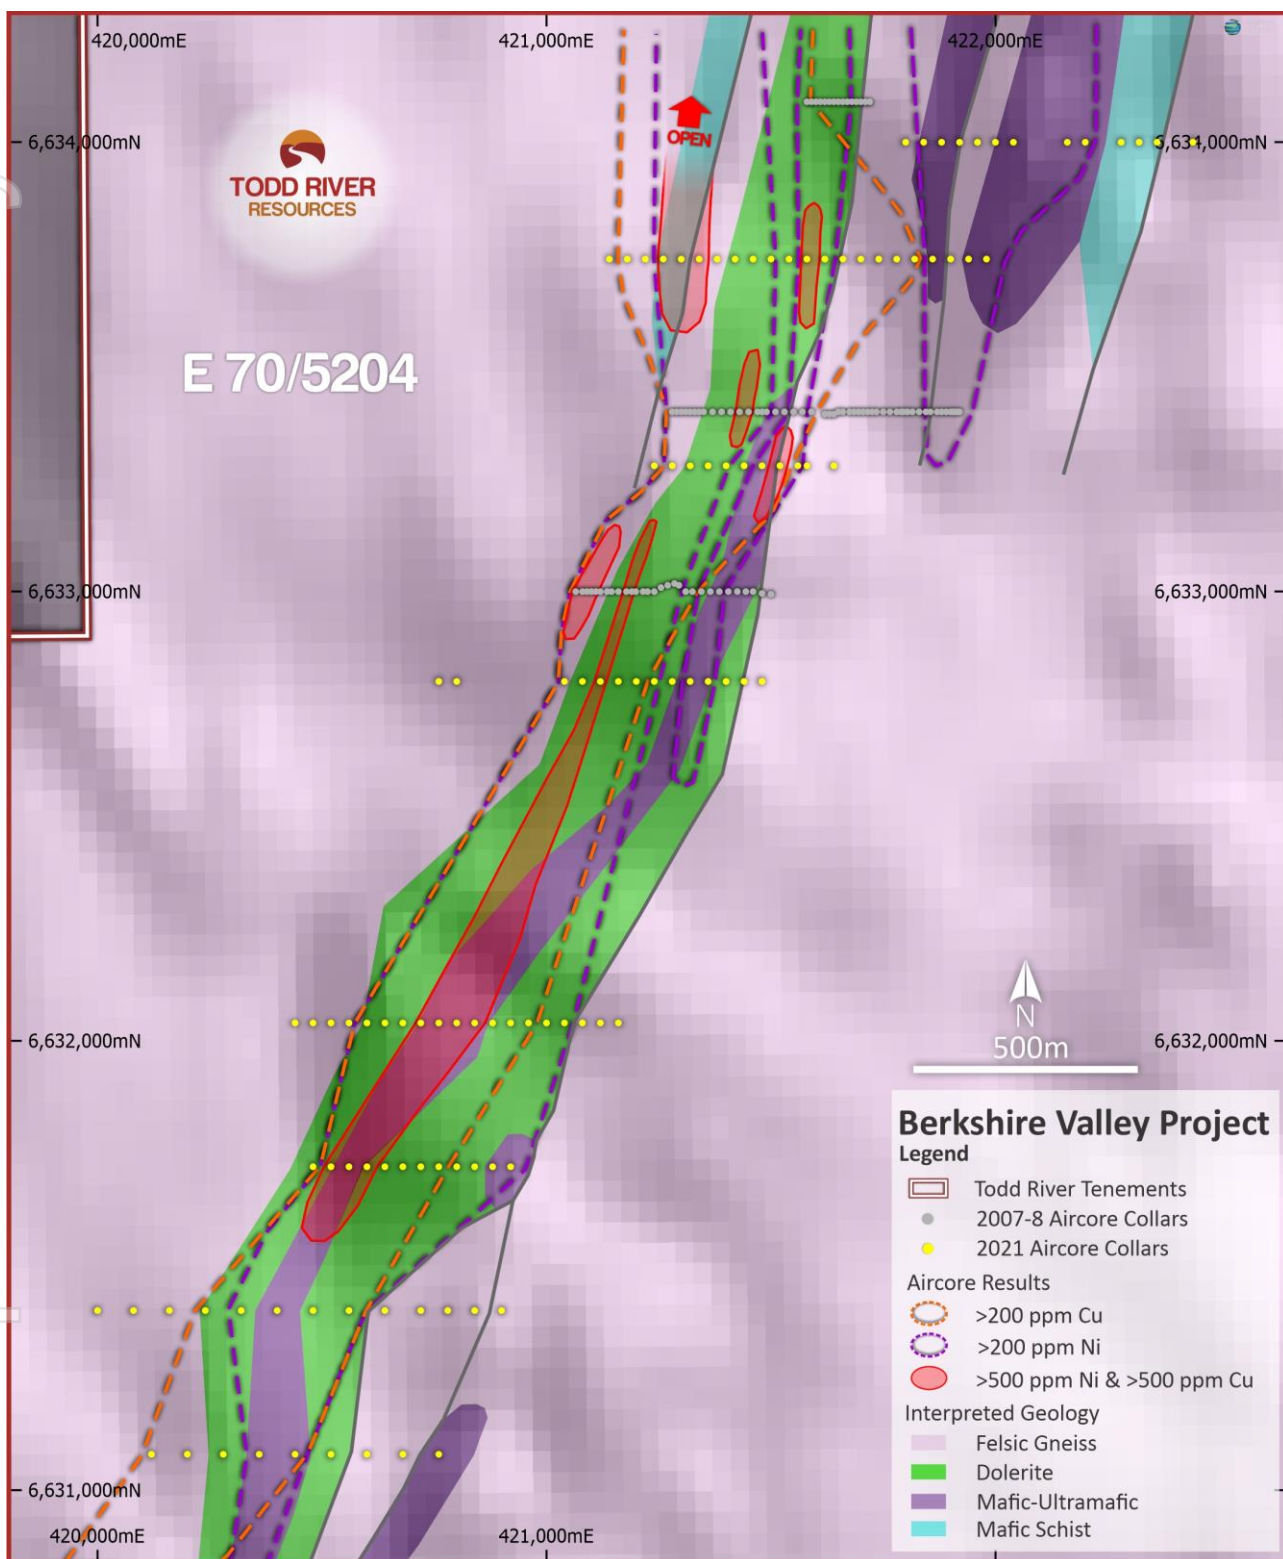 420,000mE
421,000mE
422,000mE
OPEN
6,634,000mN
6,634,000mN
TODD RIVER
RESOURCES
E 70/5204
6,633,000mN
6,633,000mN
N
500m
6,632,000mN
6,632,000mN
Berkshire Valley Project
Legend
Todd River Tenements
2007-8 Aircore Collars
2021 Aircore Collars
Aircore Results
>200 ppm Cu
>200 ppm Ni
>500 ppm Ni & >500 ppm Cu
Interpreted Geology
Felsic Gneiss
Dolerite
Mafic-Ultramafic
Mafic Schist
6,631,000mN
420,000mE
421,000mE